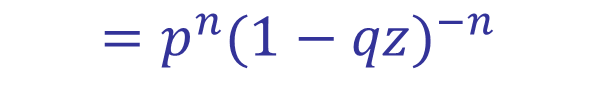 = pⁿ(1 − qz)⁻ⁿ